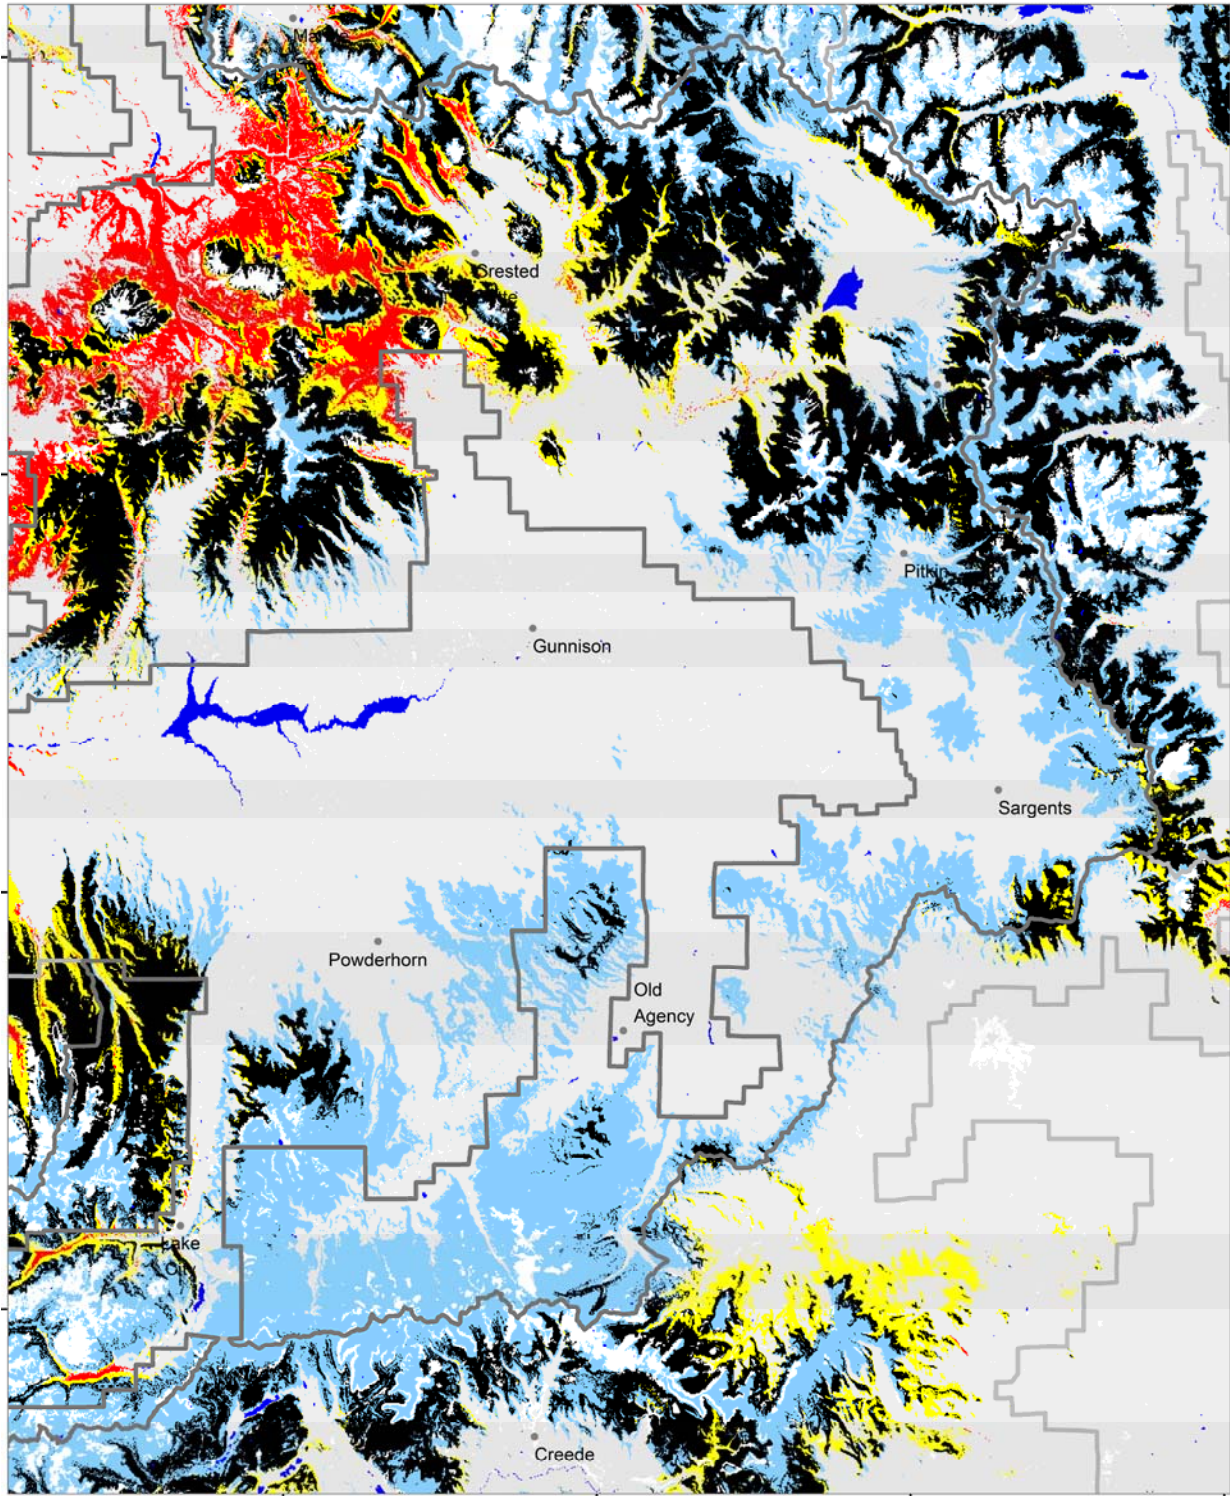 Crested
Pitkin
Gunnison
Sargents
Powderhorn
Old
Agency
Lake
Creede